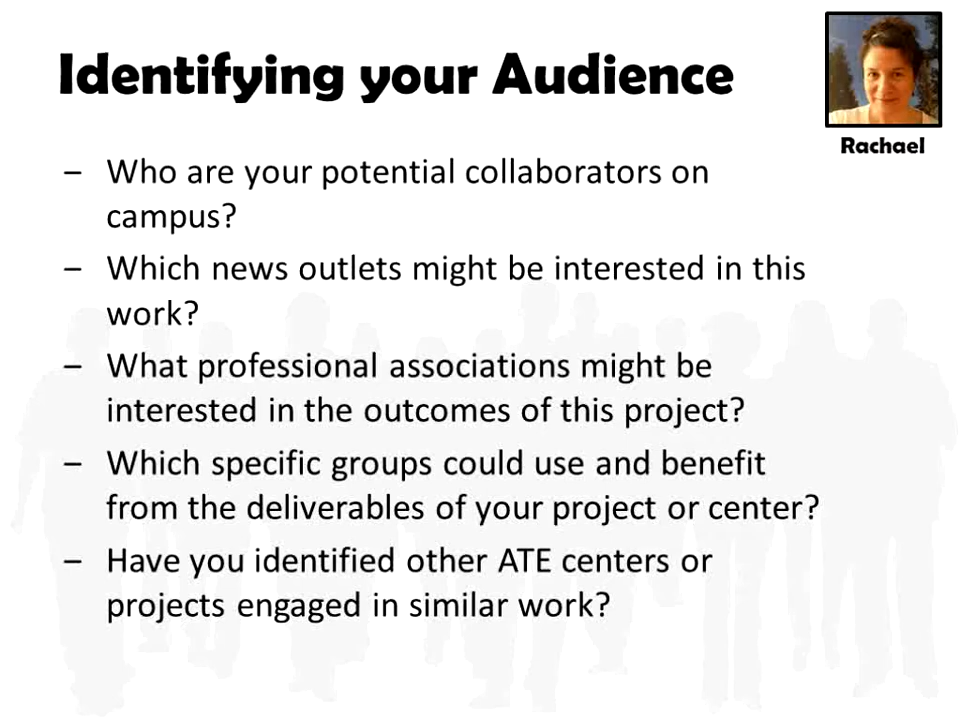 Identifying your Audience
Rachael
– Who are your potential collaborators on
campus?
– Which news outlets might be interested in this
work?
– What professional associations might be
interested in the outcomes of this project?
– Which specific groups could use and benefit
from the deliverables of your project or center?
– Have you identified other ATE centers or
projects engaged in similar work?